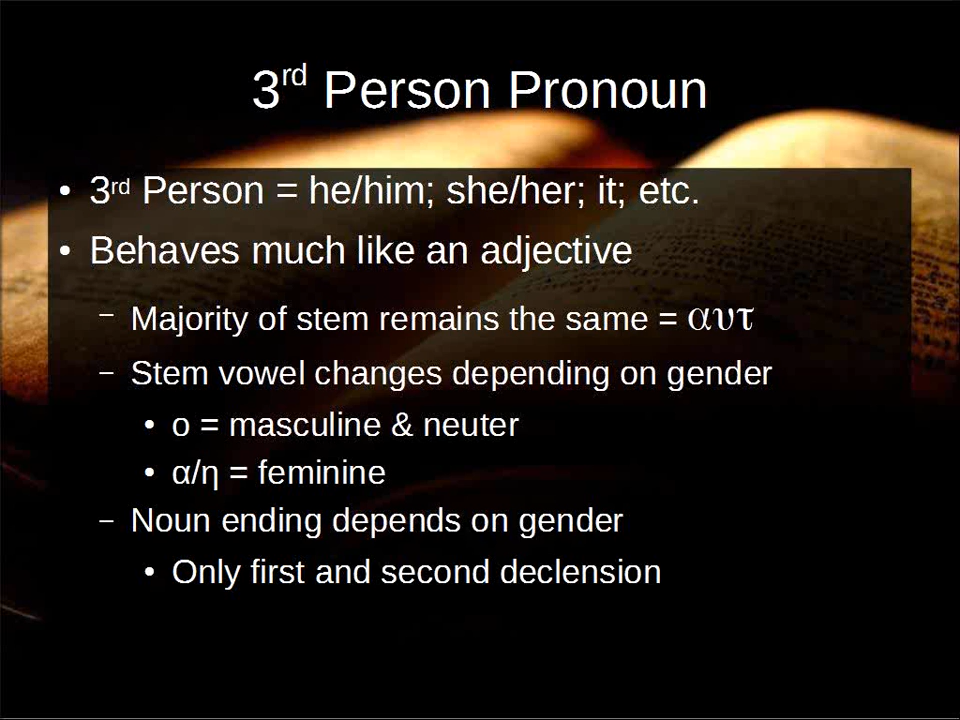 3rd Person Pronoun
• 3rd Person = he/him; she/her; it; etc.
• Behaves much like an adjective
– Majority of stem remains the same = αυτ
– Stem vowel changes depending on gender
• ο = masculine & neuter
• α/η = feminine
– Noun ending depends on gender
• Only first and second declension